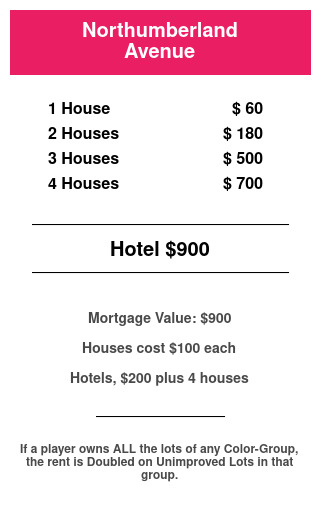 Northumberland
Avenue
1 House $ 60
2 Houses $ 180
3 Houses $ 500
4 Houses $ 700
Hotel $900
Mortgage Value: $900
Houses cost $100 each
Hotels, $200 plus 4 houses
If a player owns ALL the lots of any Color-Group,
the rent is Doubled on Unimproved Lots in that
group.